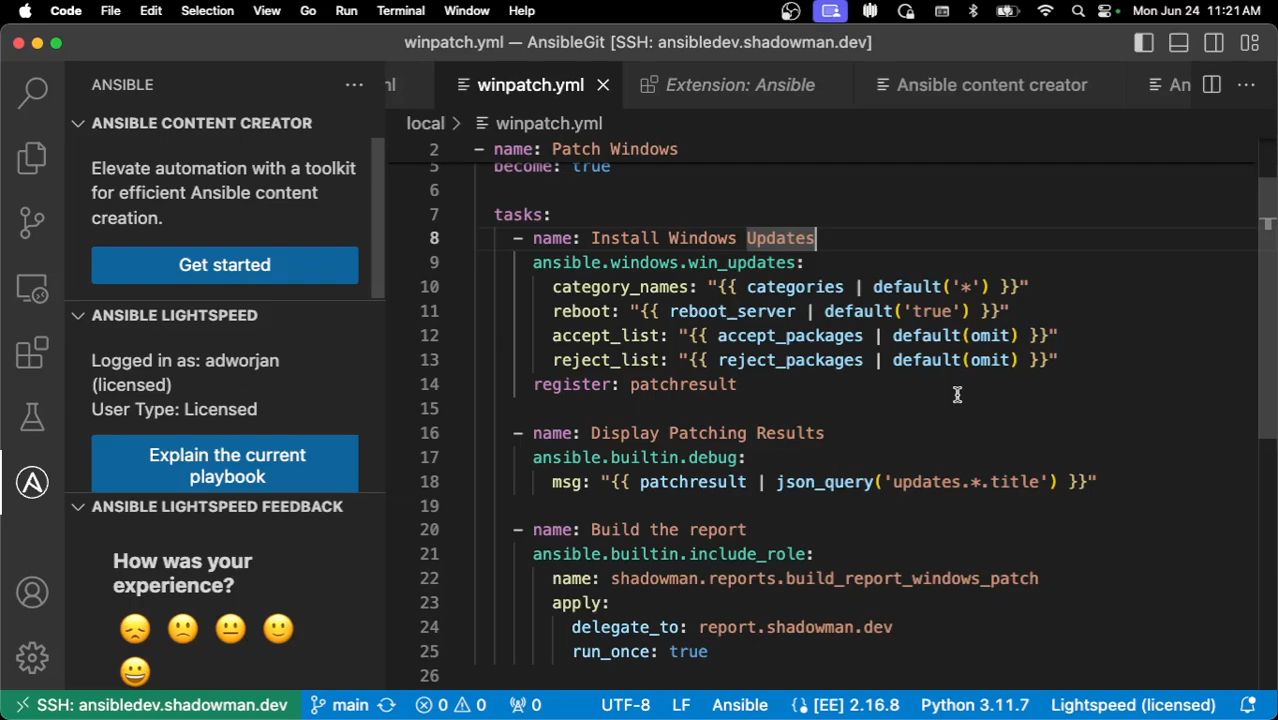 Code File Edit Selection View Go Run Terminal Window Help Mon Jun 24 11:21 AM
winpatch.yml — AnsibleGit [SSH: ansibledev.shadowman.dev]
ANSIBLE ...
ml winpatch.yml Extension: Ansible Ansible content creator An ...
ANSIBLE CONTENT CREATOR
Elevate automation with a toolkit
for efficient Ansible content
creation.
Get started
ANSIBLE LIGHTSPEED
Logged in as: adworjan
(licensed)
User Type: Licensed
Explain the current
playbook
ANSIBLE LIGHTSPEED FEEDBACK
How was your
experience?
local > winpatch.yml
2 - name: Patch Windows
5 become: true
6
7 tasks:
8 - name: Install Windows Updates
9 ansible.windows.win_updates:
10 category_names: "{{ categories | default('*') }}"
11 reboot: "{{ reboot_server | default('true') }}"
12 accept_list: "{{ accept_packages | default(omit) }}"
13 reject_list: "{{ reject_packages | default(omit) }}"
14 register: patchresult
15
16 - name: Display Patching Results
17 ansible.builtin.debug:
18 msg: "{{ patchresult | json_query('updates.*.title') }}"
19
20 - name: Build the report
21 ansible.builtin.include_role:
22 name: shadowman.reports.build_report_windows_patch
23 apply:
24 delegate_to: report.shadowman.dev
25 run_once: true
26
SSH: ansibledev.shadowman.dev main 0 0 0 UTF-8 LF Ansible [EE] 2.16.8 Python 3.11.7 Lightspeed (licensed)